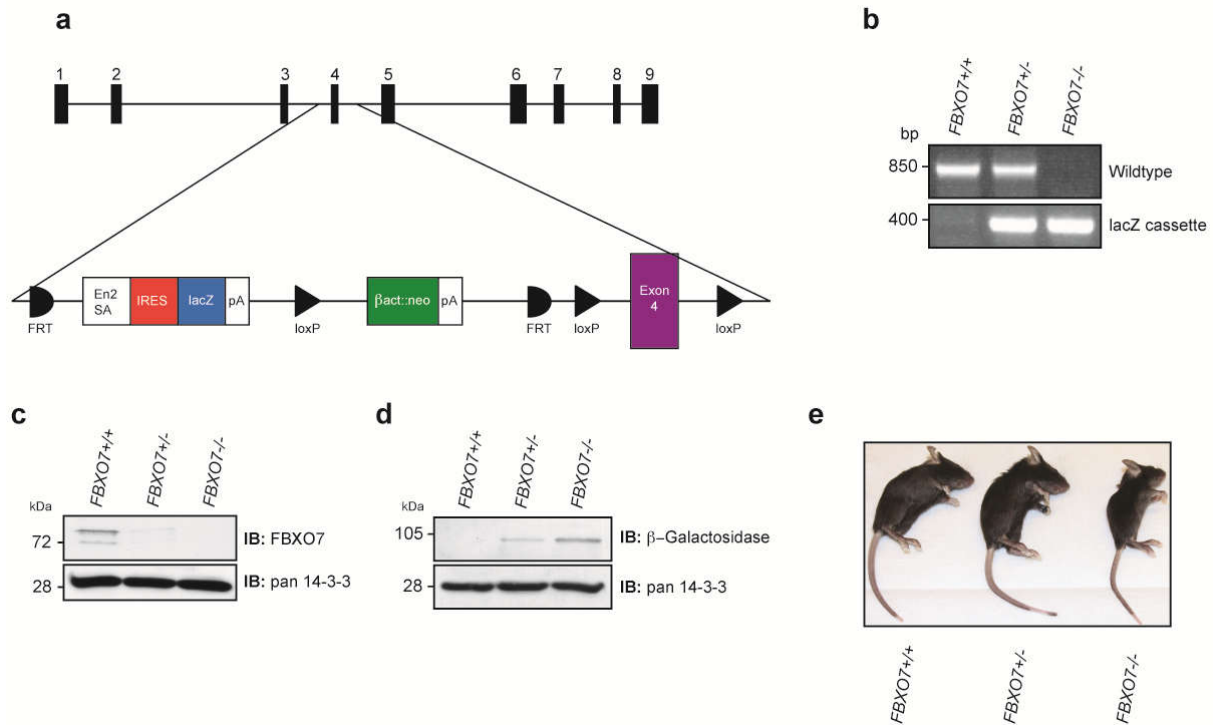 a
1 2 3 4 5 6 7 8 9
En2 SA
IRES
lacZ
pA
βact::neo
pA
Exon 4
FRT
loxP
FRT
loxP
loxP
b
FBXO7+/+
FBXO7+/-
FBXO7-/-
bp
850
Wildtype
400
lacZ cassette
c
FBXO7+/+
FBXO7+/-
FBXO7-/-
kDa
72
IB: FBXO7
28
IB: pan 14-3-3
d
FBXO7+/+
FBXO7+/-
FBXO7-/-
kDa
105
IB: β–Galactosidase
28
IB: pan 14-3-3
e
FBXO7+/+
FBXO7+/-
FBXO7-/-